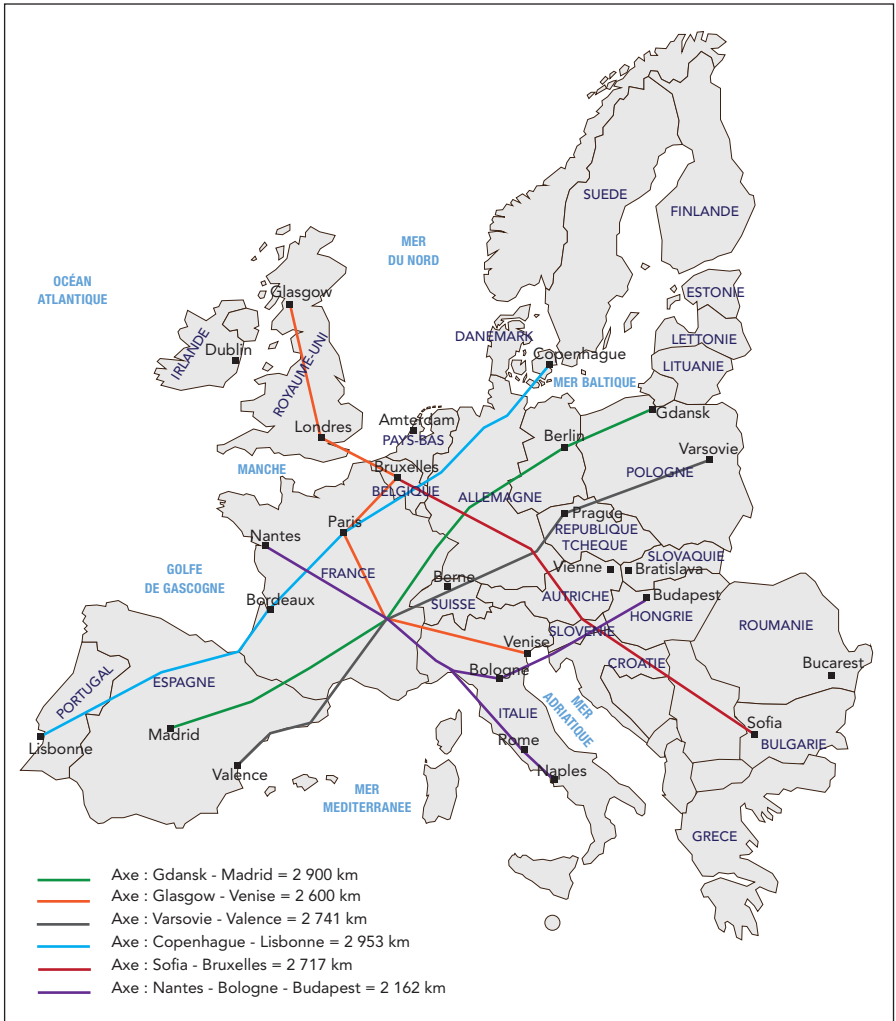 SUEDE
FINLANDE
MER
DU NORD
OCÉAN
ATLANTIQUE
Glasgow
ESTONIE
DANEMARK
LETTONIE
IRLANDE
Dublin
ROYAUME-UNI
Copenhague
LITUANIE
MER BALTIQUE
Gdansk
Amterdam
Londres
PAYS-BAS
Berlin
Varsovie
MANCHE
Bruxelles
POLOGNE
BELGIQUE
ALLEMAGNE
Paris
Prague
Nantes
REPUBLIQUE
TCHEQUE
SLOVAQUIE
GOLFE
DE GASCOGNE
FRANCE
Berne
Vienne
Bratislava
Bordeaux
SUISSE
AUTRICHE
Budapest
HONGRIE
ROUMANIE
SLOVENIE
Venise
CROATIE
Bucarest
PORTUGAL
ESPAGNE
Bologne
MER
ADRIATIQUE
ITALIE
Sofia
Madrid
Lisbonne
Rome
BULGARIE
Valence
Naples
MER
MEDITERRANEE
GRECE
Axe : Gdansk - Madrid = 2 900 km
Axe : Glasgow - Venise = 2 600 km
Axe : Varsovie - Valence = 2 741 km
Axe : Copenhague - Lisbonne = 2 953 km
Axe : Sofia - Bruxelles = 2 717 km
Axe : Nantes - Bologne - Budapest = 2 162 km